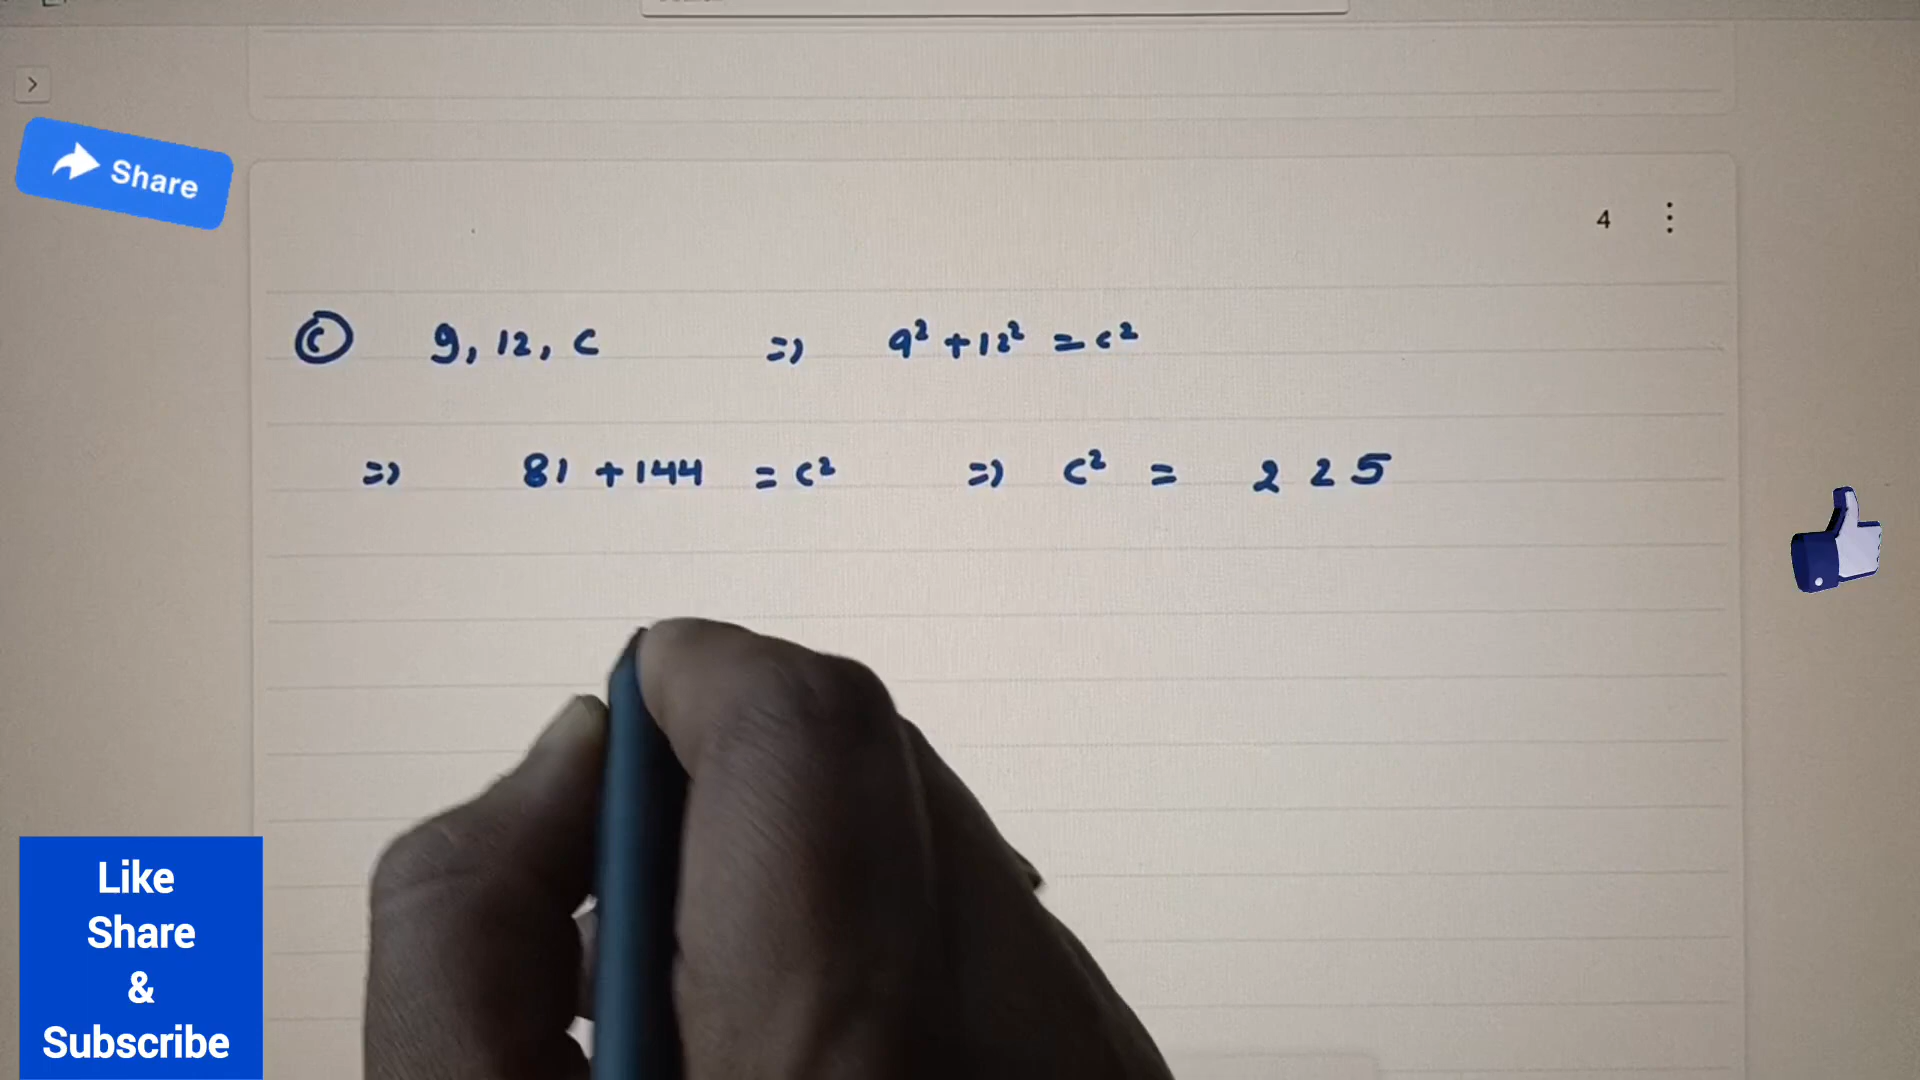 Share
4
(c) 9, 12, c => 9² + 12² = c²
=> 81 + 144 = c² => c² = 225
Like
Share
&
Subscribe